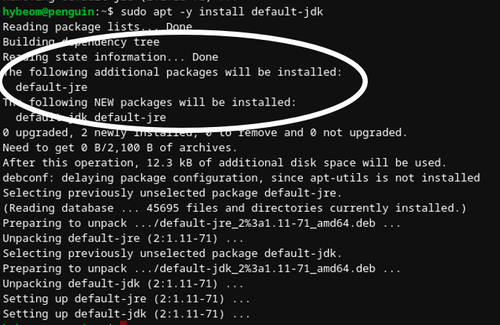 hybeom@penguin:~$ sudo apt -y install default-jdk
Reading package lists... Done
Building dependency tree
Reading state information... Done
The following additional packages will be installed:
default-jre
The following NEW packages will be installed:
default-jdk default-jre
0 upgraded, 2 newly installed, 0 to remove and 0 not upgraded.
Need to get 0 B/2,100 B of archives.
After this operation, 12.3 kB of additional disk space will be used.
debconf: delaying package configuration, since apt-utils is not installed
Selecting previously unselected package default-jre.
(Reading database ... 45695 files and directories currently installed.)
Preparing to unpack .../default-jre_2%3a1.11-71_amd64.deb ...
Unpacking default-jre (2:1.11-71) ...
Selecting previously unselected package default-jdk.
Preparing to unpack .../default-jdk_2%3a1.11-71_amd64.deb ...
Unpacking default-jdk (2:1.11-71) ...
Setting up default-jre (2:1.11-71) ...
Setting up default-jdk (2:1.11-71) ...